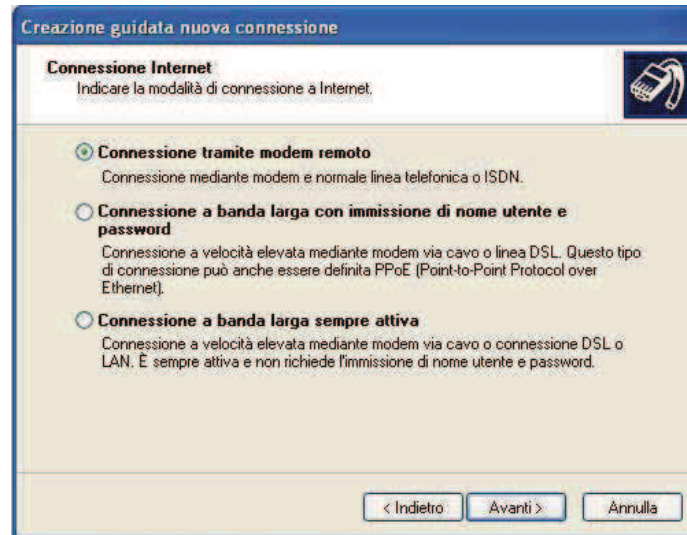 Creazione guidata nuova connessione
Connessione Internet
Indicare la modalità di connessione a Internet.
Connessione tramite modem remoto
Connessione mediante modem e normale linea telefonica o ISDN.
Connessione a banda larga con immissione di nome utente e
password
Connessione a velocità elevata mediante modem via cavo o linea DSL. Questo tipo
di connessione può anche essere definita PPoE (Point-to-Point Protocol over
Ethernet).
Connessione a banda larga sempre attiva
Connessione a velocità elevata mediante modem via cavo o connessione DSL o
LAN. È sempre attiva e non richiede l'immissione di nome utente e password.
< Indietro
Avanti >
Annulla